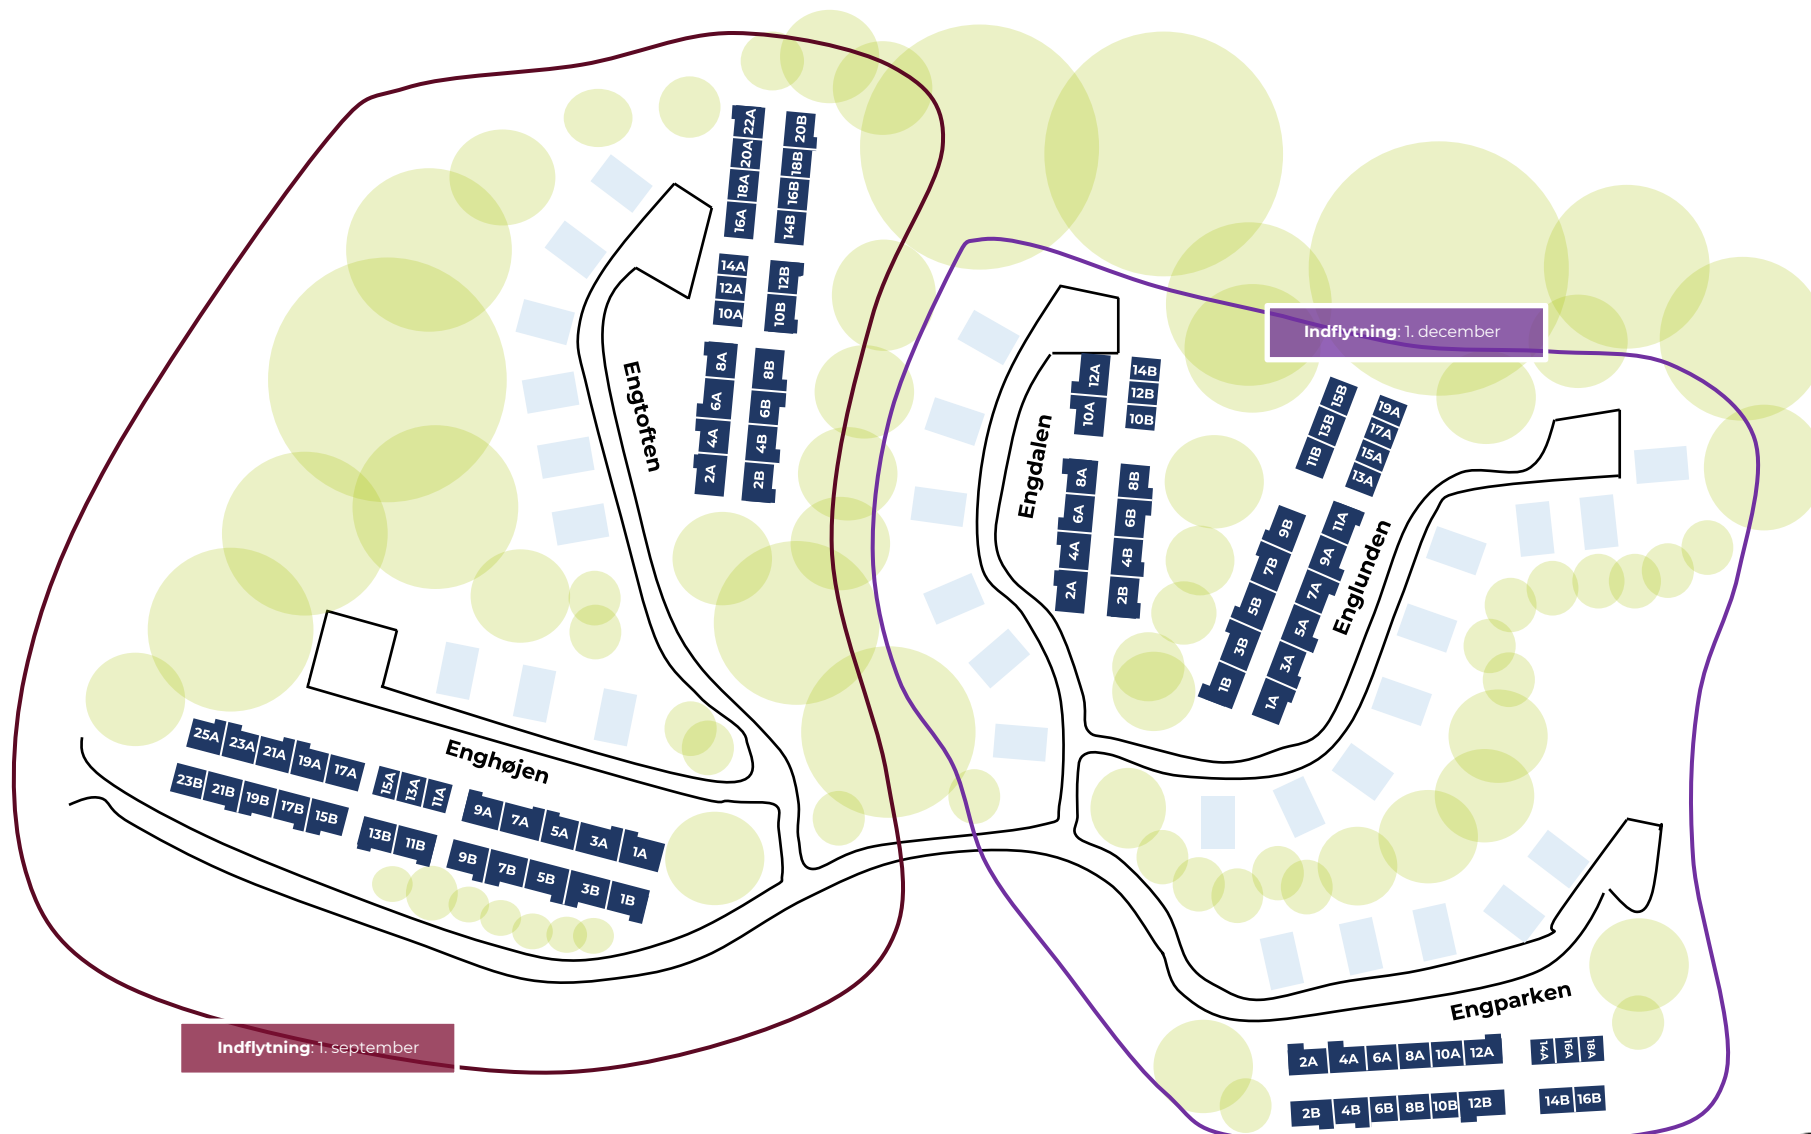 22A
20A
18A
16A
20B
18B
16B
14B
14A
12A
10A
12B
10B
8A
6A
4A
2A
8B
6B
4B
2B
Engtoften
Indflytning: 1. december
12A
10A
14B
12B
10B
Engdalen
8A
6A
4A
2A
8B
6B
4B
2B
15B
13B
11B
19A
17A
15A
13A
9B
7B
5B
3B
1B
11A
9A
7A
5A
3A
1A
Englunden
Enghøjen
25A
23A
21A
19A
17A
15A
13A
11A
9A
7A
5A
3A
1A
23B
21B
19B
17B
15B
13B
11B
9B
7B
5B
3B
1B
Indflytning: 1. september
Engparken
2A
4A
6A
8A
10A
12A
14A
16A
18A
2B
4B
6B
8B
10B
12B
14B
16B